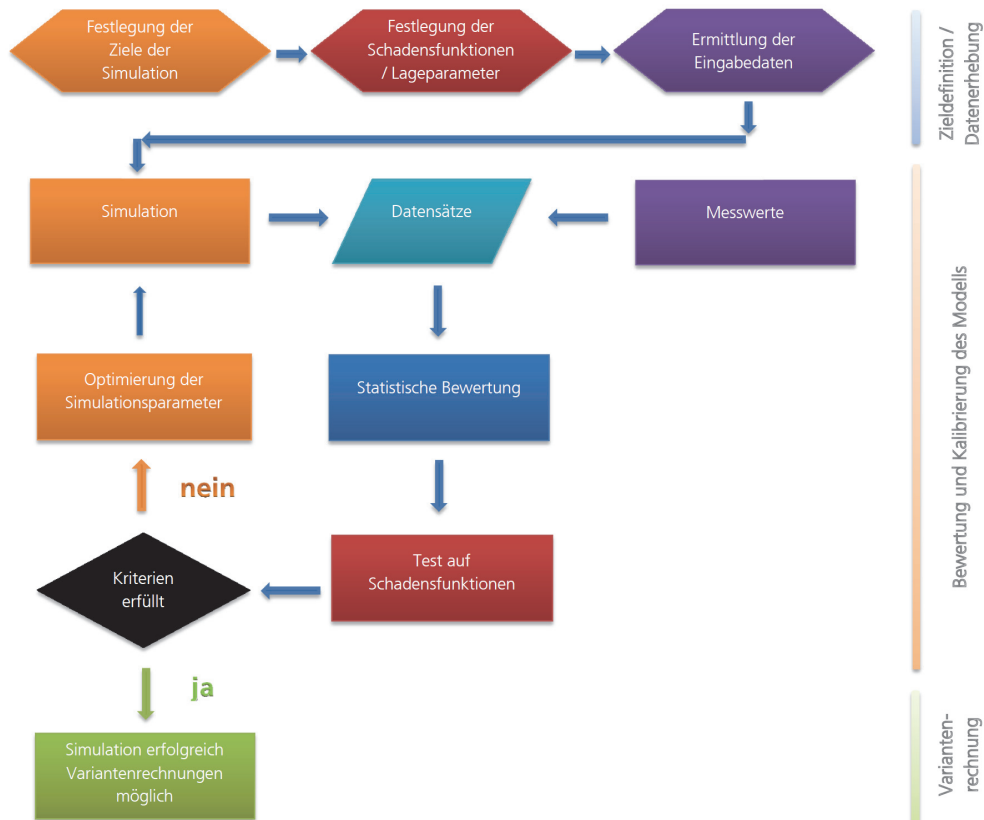 Festlegung der
Ziele der
Simulation
Festlegung der
Schadensfunktionen
/ Lageparameter
Ermittlung der
Eingabedaten
Zieldefinition /
Datenerhebung
Simulation
Datensätze
Messwerte
Optimierung der
Simulationsparameter
Statistische Bewertung
nein
Kriterien
erfüllt
Test auf
Schadensfunktionen
Bewertung und Kalibrierung des Modells
ja
Simulation erfolgreich
Variantenrechnungen
möglich
Varianten-
rechnung